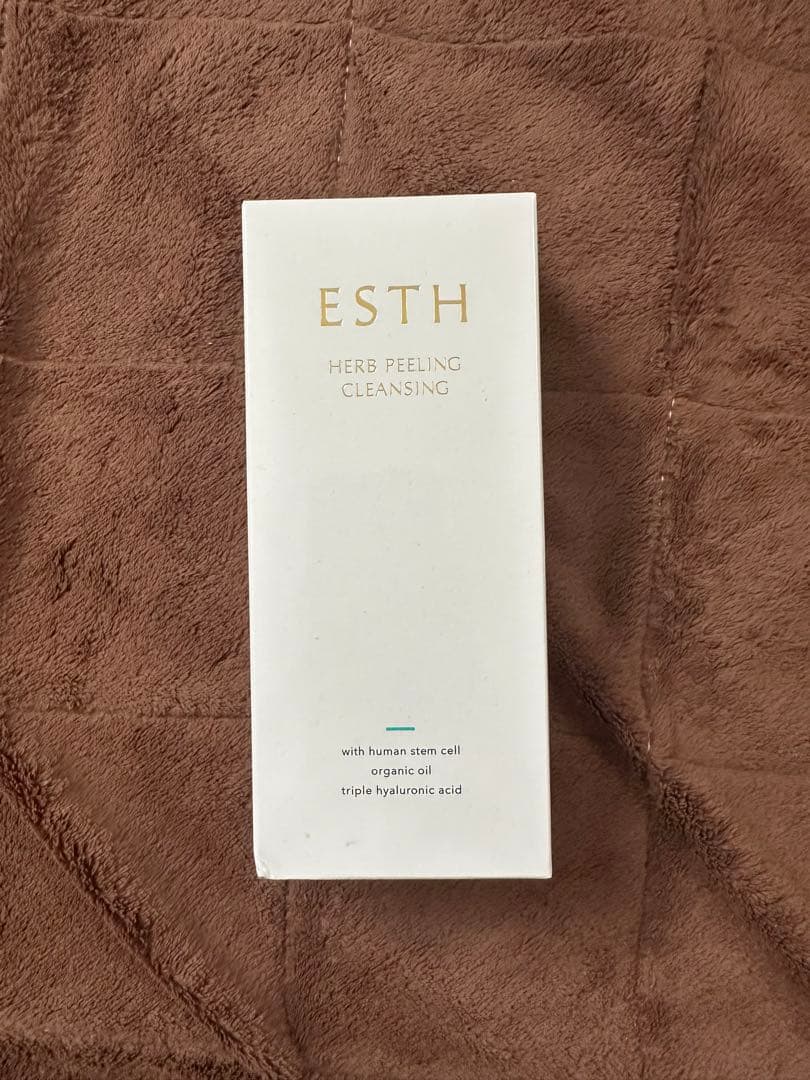 ESTH
HERB PEELING
CLEANSING
with human stem cell
organic oil
triple hyaluronic acid